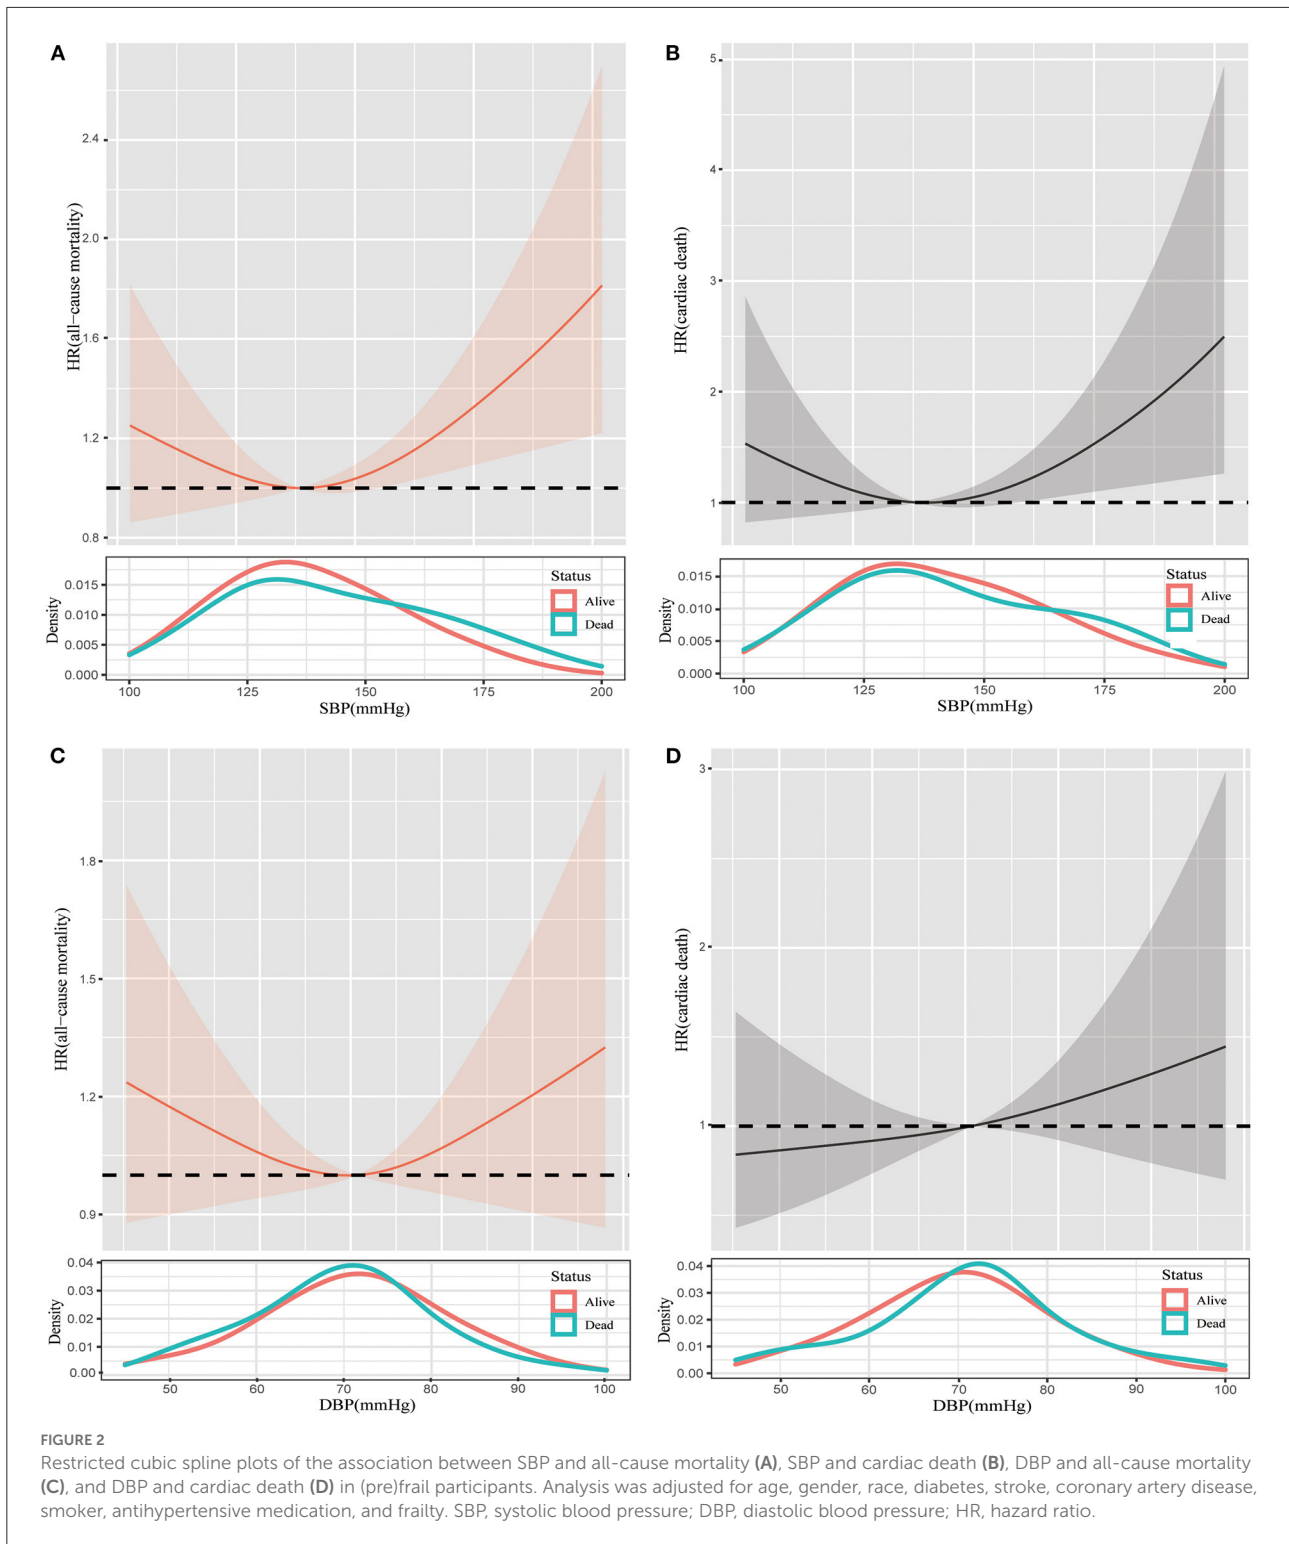 A
HR(all−cause mortality)
2.4
2.0
1.6
1.2
0.8
Density
0.015
0.010
0.005
0.000
Status
Alive
Dead
100
125
150
175
200
SBP(mmHg)
B
HR(cardiac death)
5
4
3
2
1
Density
0.015
0.010
0.005
0.000
Status
Alive
Dead
100
125
150
175
200
SBP(mmHg)
C
HR(all−cause mortality)
1.8
1.5
1.2
0.9
Density
0.04
0.03
0.02
0.01
0.00
Status
Alive
Dead
50
60
70
80
90
100
DBP(mmHg)
D
HR(cardiac death)
3
2
1
Density
0.04
0.03
0.02
0.01
0.00
Status
Alive
Dead
50
60
70
80
90
100
DBP(mmHg)
FIGURE 2
Restricted cubic spline plots of the association between SBP and all-cause mortality (A), SBP and cardiac death (B), DBP and all-cause mortality
(C), and DBP and cardiac death (D) in (pre)frail participants. Analysis was adjusted for age, gender, race, diabetes, stroke, coronary artery disease,
smoker, antihypertensive medication, and frailty. SBP, systolic blood pressure; DBP, diastolic blood pressure; HR, hazard ratio.